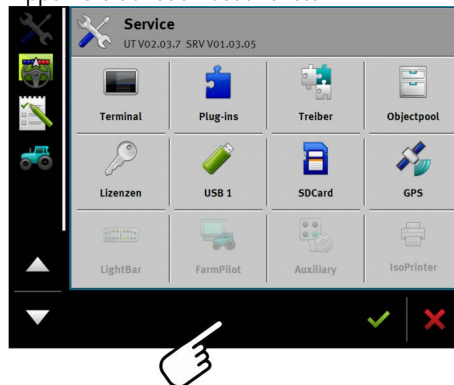 Service
UT V02.03.7 SRV V01.03.05
Terminal
Plug-ins
Treiber
Objectpool
Lizenzen
USB 1
SDCard
GPS
LightBar
FarmPilot
Auxiliary
IsoPrinter